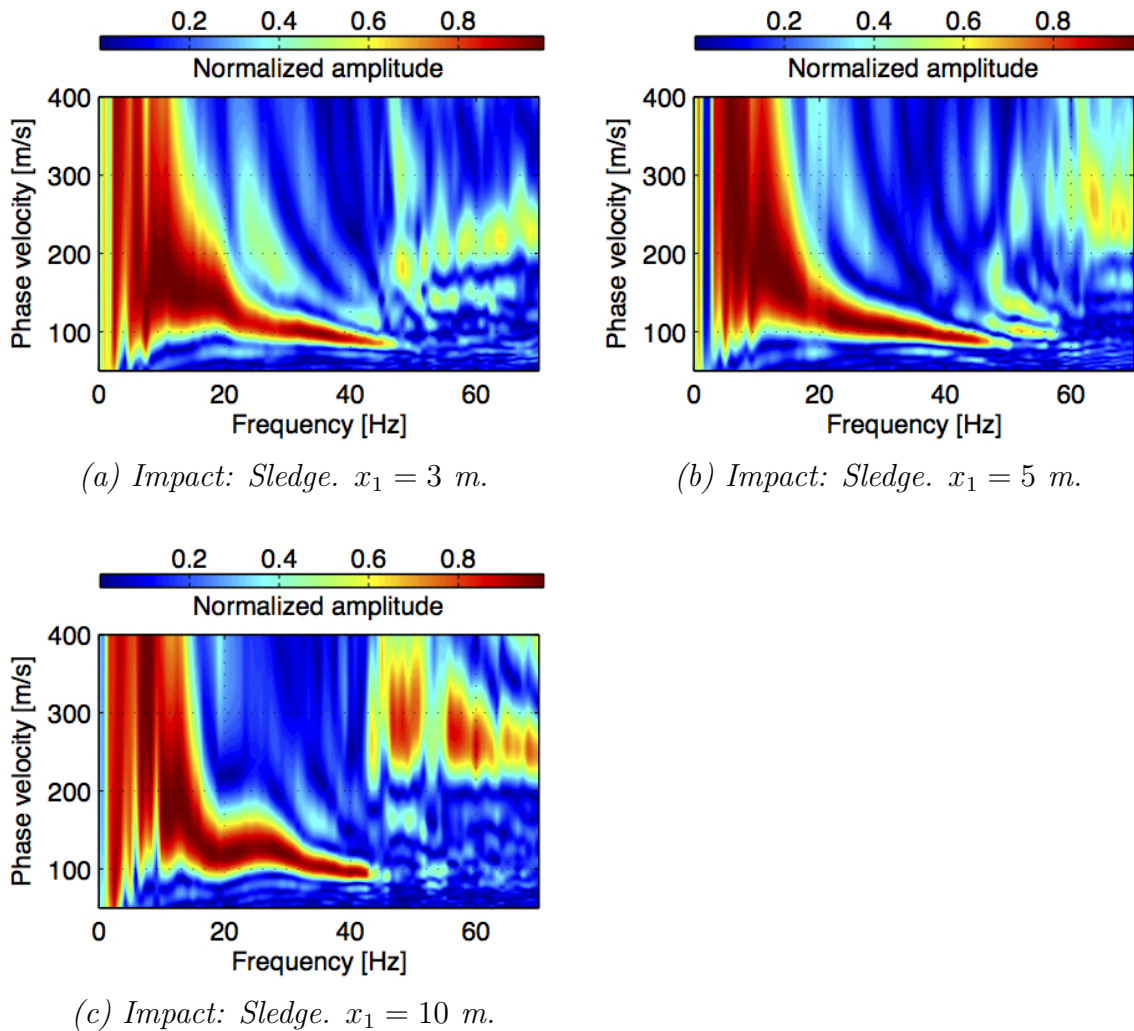 0.2 0.4 0.6 0.8
Normalized amplitude
400
300
200
100
Phase velocity [m/s]
0 20 40 60
Frequency [Hz]
(a) Impact: Sledge. x₁ = 3 m.
0.2 0.4 0.6 0.8
Normalized amplitude
400
300
200
100
Phase velocity [m/s]
0 20 40 60
Frequency [Hz]
(b) Impact: Sledge. x₁ = 5 m.
0.2 0.4 0.6 0.8
Normalized amplitude
400
300
200
100
Phase velocity [m/s]
0 20 40 60
Frequency [Hz]
(c) Impact: Sledge. x₁ = 10 m.